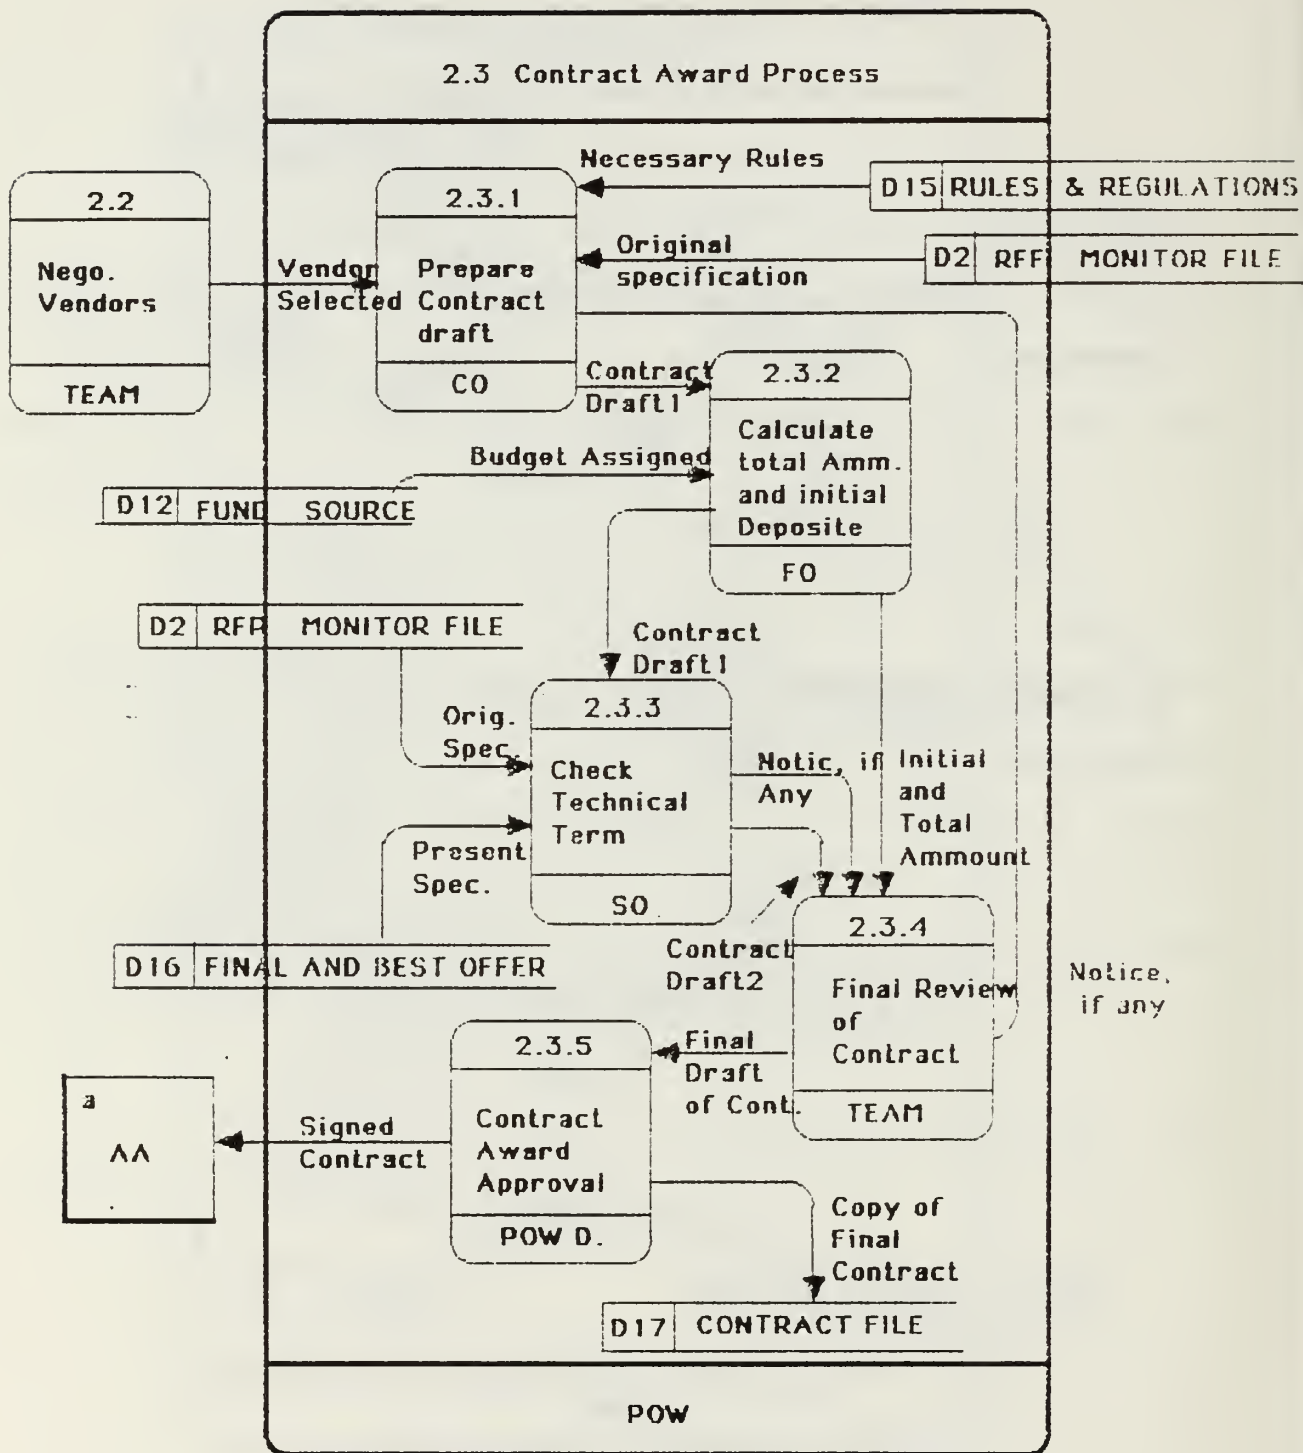 2.3 Contract Award Process
Necessary Rules
D15 RULES & REGULATIONS
2.2
Nego.
Vendors
TEAM
Vendor
Selected
2.3.1
Prepare
Contract
draft
CO
Original
specification
D2 RFP MONITOR FILE
Contract
Draft1
2.3.2
Calculate
total Amm.
and initial
Deposite
FO
Budget Assigned
D12 FUND SOURCE
D2 RFP MONITOR FILE
Contract
Draft1
2.3.3
Check
Technical
Term
SO
Orig.
Spec.
Present
Spec.
Notic, if
Any
Initial
and
Total
Ammount
D16 FINAL AND BEST OFFER
Contract
Draft2
2.3.4
Final Review
of
Contract
TEAM
Notice,
if any
2.3.5
Contract
Award
Approval
POW D.
Final
Draft
of Cont.
a
AA
Signed
Contract
Copy of
Final
Contract
D17 CONTRACT FILE
POW